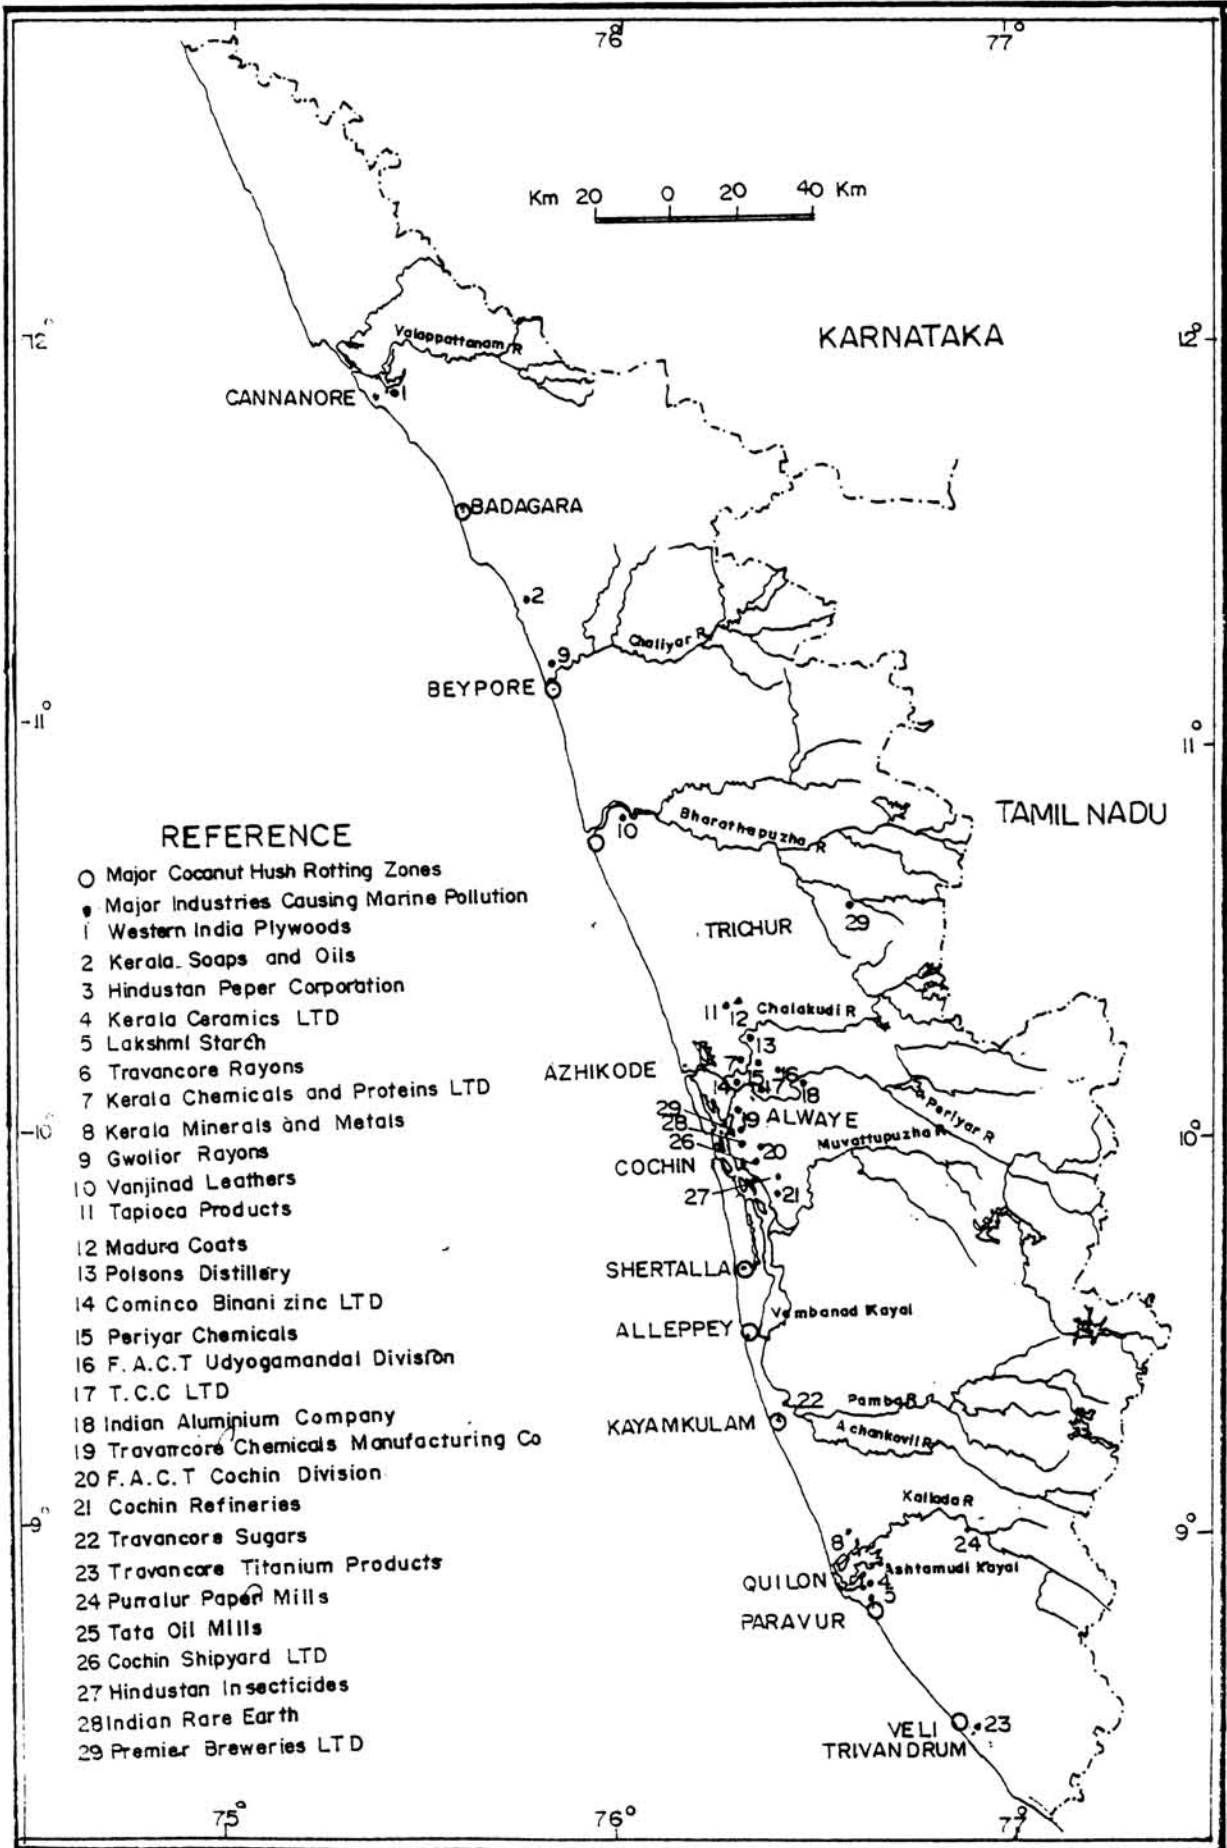 76°
77°
Km 20 0 20 40 Km
12°
KARNATAKA
12°
Valappattanam R
CANNANORE
1
BADAGARA
2
Chaliyar R
9
BEYPORE
11°
11°
TAMIL NADU
10
Bharathapuzha R
29
TRICHUR
11
12
Chalakudi R
13
AZHIKODE
7
15
16
14
17
18
29
19
ALWAYE
Periyar R
28
Muvattupuzha R
10°
10°
26
20
COCHIN
27
21
SHERTALLA
ALLEPPEY
Vembanad Kayal
22
Pamba R
KAYAMKULAM
Achankovil R
Kallada R
9°
9°
8
24
Ashtamudi Kayal
QUILON
4
5
PARAVUR
VELI
23
TRIVANDRUM
75°
76°
77°
REFERENCE
Major Coconut Hush Rotting Zones
Major Industries Causing Marine Pollution
1 Western India Plywoods
2 Kerala Soaps and Oils
3 Hindustan Peper Corporation
4 Kerala Ceramics LTD
5 Lakshmi Starch
6 Travancore Rayons
7 Kerala Chemicals and Proteins LTD
8 Kerala Minerals and Metals
9 Gwolior Rayons
10 Vanjinad Leathers
11 Tapioca Products
12 Madura Coats
13 Polsons Distillery
14 Cominco Binani zinc LTD
15 Periyar Chemicals
16 F.A.C.T Udyogamandal Division
17 T.C.C LTD
18 Indian Aluminium Company
19 Travancore Chemicals Manufacturing Co
20 F.A.C.T Cochin Division
21 Cochin Refineries
22 Travancore Sugars
23 Travancore Titanium Products
24 Punalur Paper Mills
25 Tata Oil Mills
26 Cochin Shipyard LTD
27 Hindustan Insecticides
28 Indian Rare Earth
29 Premier Breweries LTD